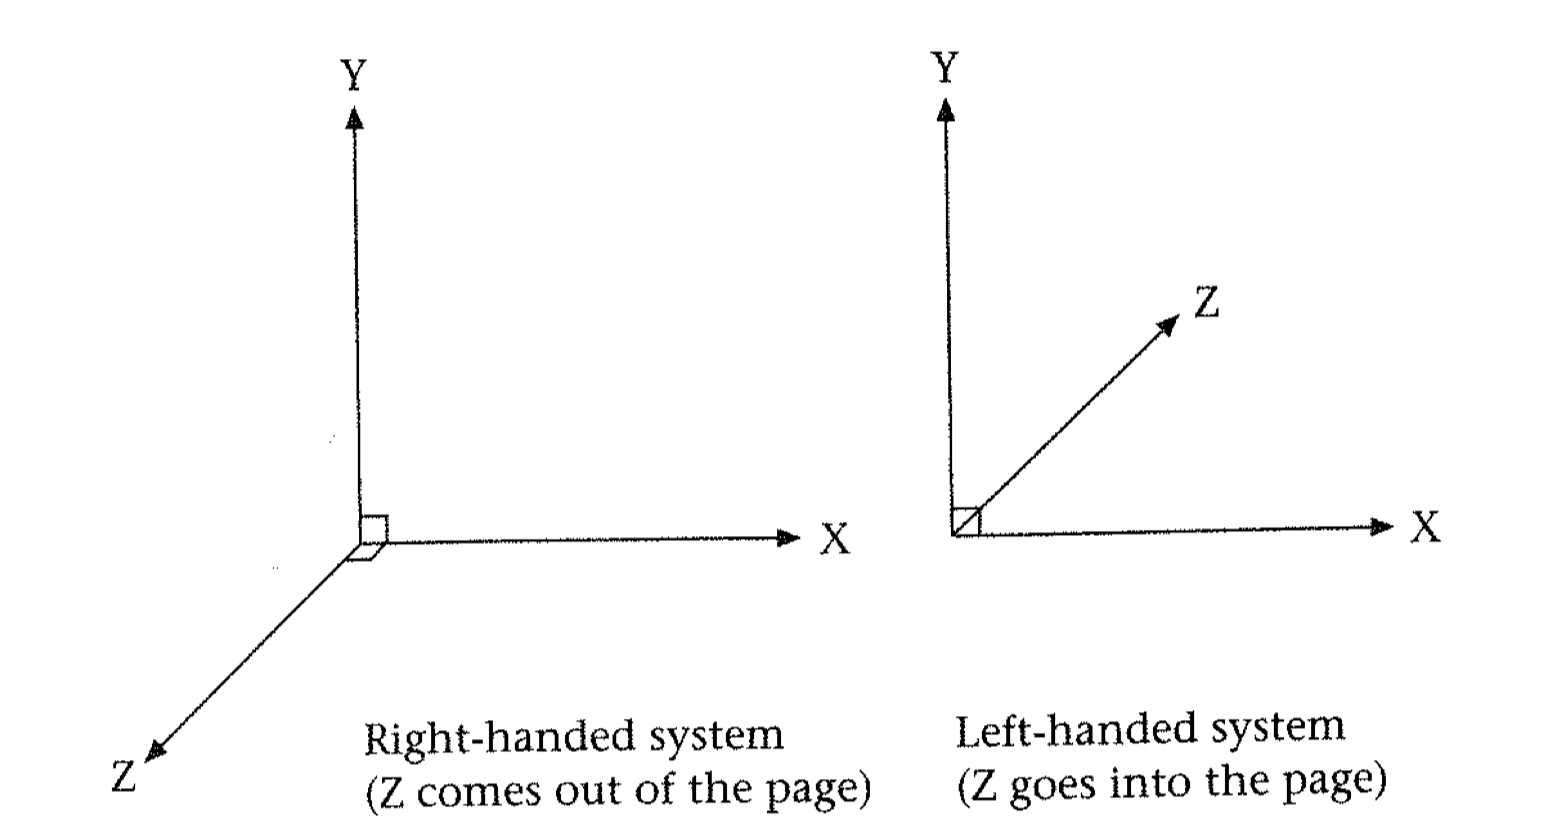 Y
X
Z
Right-handed system
(Z comes out of the page)
Y
Z
X
Left-handed system
(Z goes into the page)